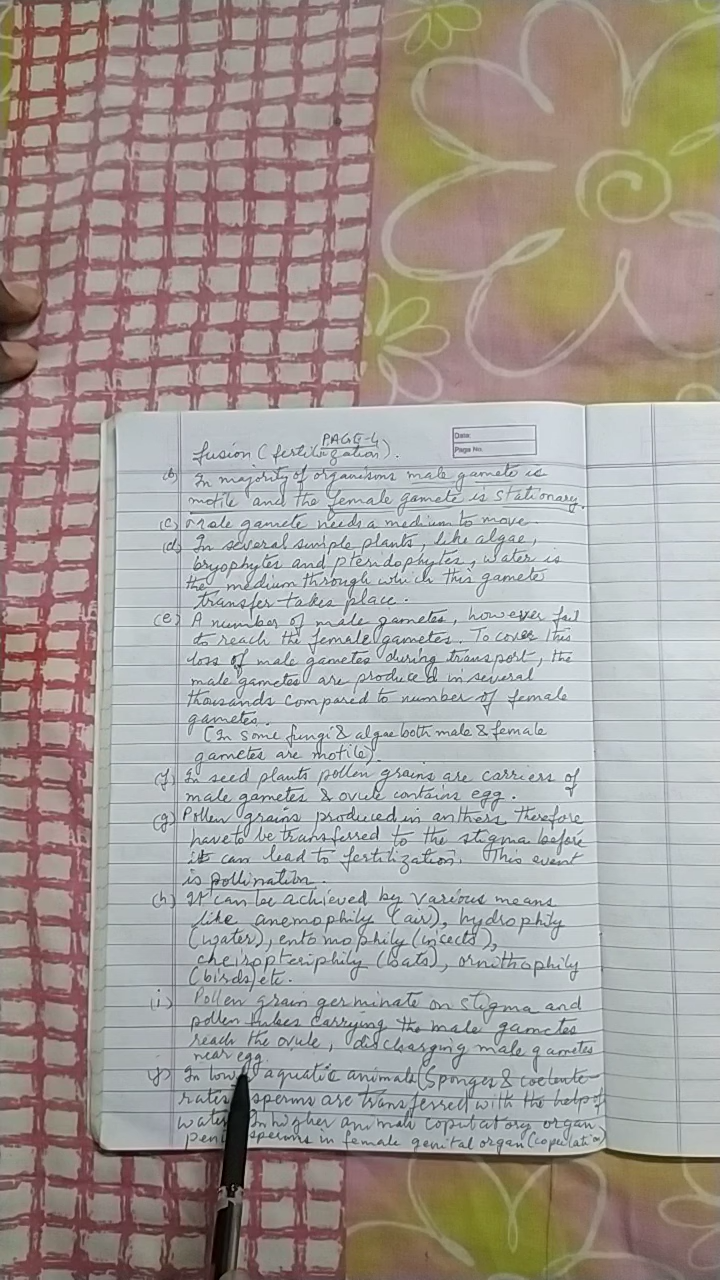 PAGE-4
Date:
Page No.
fusion (fertilization).
(b) In majority of organisms male gamete is
motile and the female gamete is stationary.
(c) Male gamete needs a medium to move.
(d) In several simple plants, like algae,
bryophytes and pteridophytes, water is
the medium through which this gamete
transfer takes place.
(e) A number of male gametes, however fail
to reach the female gametes. To cover this
loss of male gametes during transport, the
male gametes are produced in several
thousands compared to number of female
gametes.
(In some fungi & algae both male & female
gametes are motile).
(f) In seed plants pollen grains are carriers of
male gametes & ovule contains egg.
(g) Pollen grains produced in anthers therefore
have to be transferred to the stigma before
it can lead to fertilization. This event
is pollination.
(h) It can be achieved by various means
like anemophily (air), hydrophily
(water), entomophily (insects),
cheiropteriphily (bats), ornithophily
(birds) etc.
(i) Pollen grain germinate on stigma and
pollen tubes carrying the male gametes
reach the ovule, discharging male gametes
near egg.
(j) In aquatic animals (Sponges & coelente-
rates) sperms are transferred with the help of
water. In higher animals copulatory organ
sperms in female genital organ (copulation)